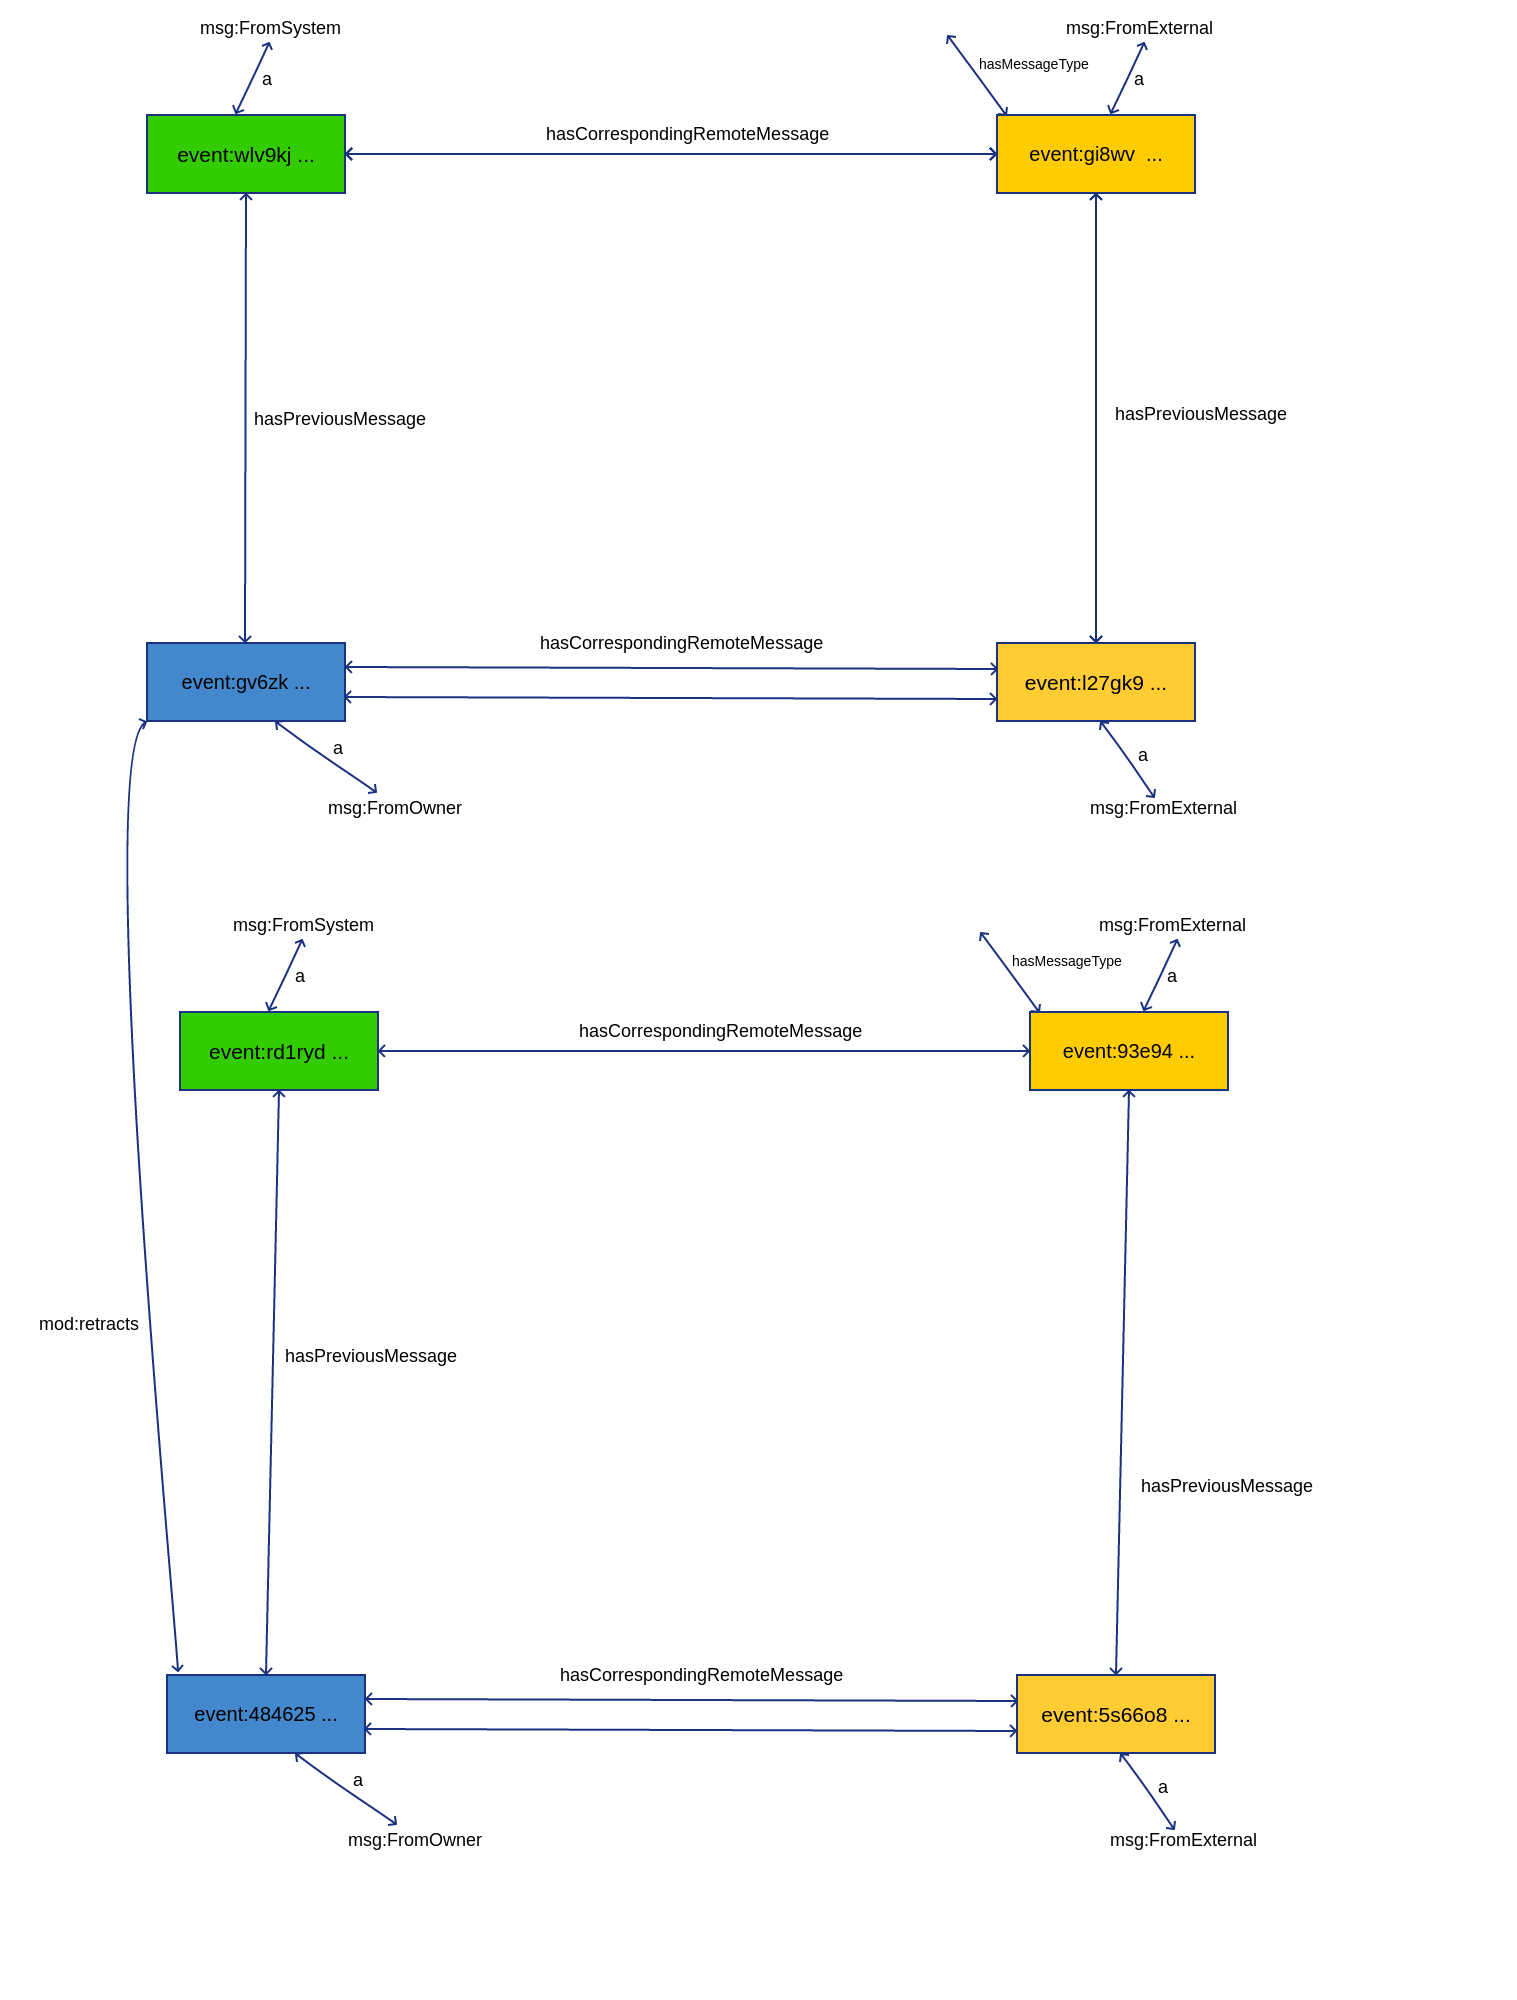 msg:FromSystem
msg:FromExternal
hasMessageType
a
a
hasCorrespondingRemoteMessage
event:wlv9kj ...
event:gi8wv  ...
hasPreviousMessage
hasPreviousMessage
hasCorrespondingRemoteMessage
event:gv6zk ...
event:l27gk9 ...
a
a
msg:FromOwner
msg:FromExternal
msg:FromSystem
msg:FromExternal
hasMessageType
a
a
hasCorrespondingRemoteMessage
event:rd1ryd ...
event:93e94 ...
mod:retracts
hasPreviousMessage
hasPreviousMessage
hasCorrespondingRemoteMessage
event:484625 ...
event:5s66o8 ...
a
a
msg:FromOwner
msg:FromExternal